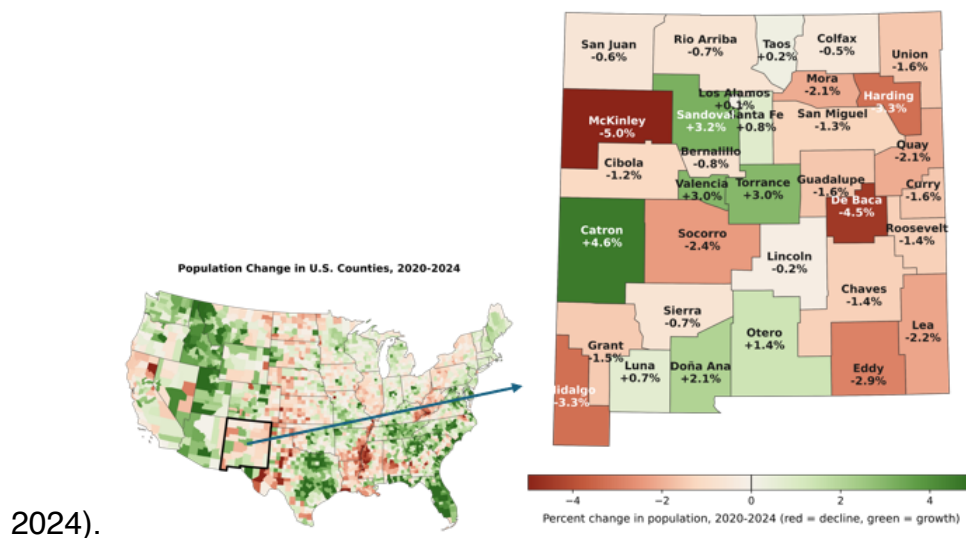 San Juan
-0.6%
Rio Arriba
-0.7%
Taos
+0.2%
Colfax
-0.5%
Union
-1.6%
Mora
-2.1%
Harding
-3.3%
Los Alamos
+0.1%
McKinley
-5.0%
Sandoval
+3.2%
Santa Fe
+0.8%
San Miguel
-1.3%
Quay
-2.1%
Cibola
-1.2%
Bernalillo
-0.8%
Valencia
+3.0%
Torrance
+3.0%
Guadalupe
-1.6%
Curry
-1.6%
De Baca
-4.5%
Catron
+4.6%
Socorro
-2.4%
Roosevelt
-1.4%
Lincoln
-0.2%
Chaves
-1.4%
Sierra
-0.7%
Otero
+1.4%
Lea
-2.2%
Grant
-1.5%
Luna
+0.7%
Doña Ana
+2.1%
Eddy
-2.9%
Hidalgo
-3.3%
Population Change in U.S. Counties, 2020-2024
−4 −2 0 2 4
Percent change in population, 2020-2024 (red = decline, green = growth)
2024).